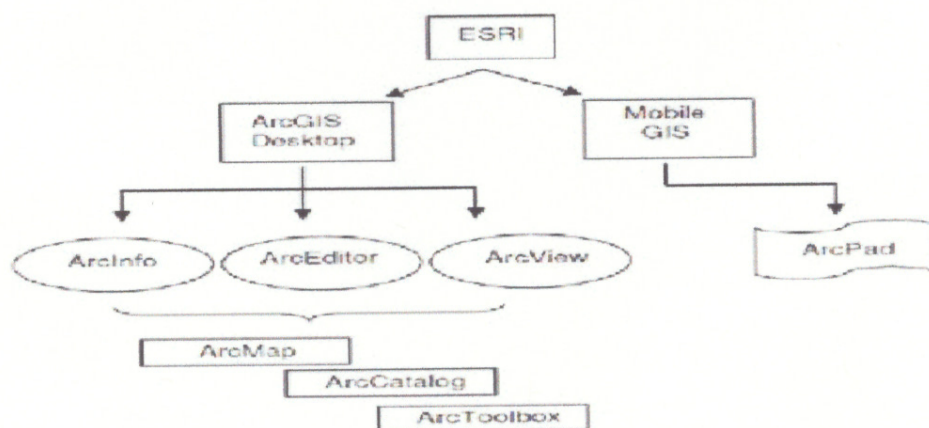 ESRI
ArcGIS
Desktop
Mobile
GIS
ArcInfo
ArcEditor
ArcView
ArcPad
ArcMap
ArcCatalog
ArcToolbox